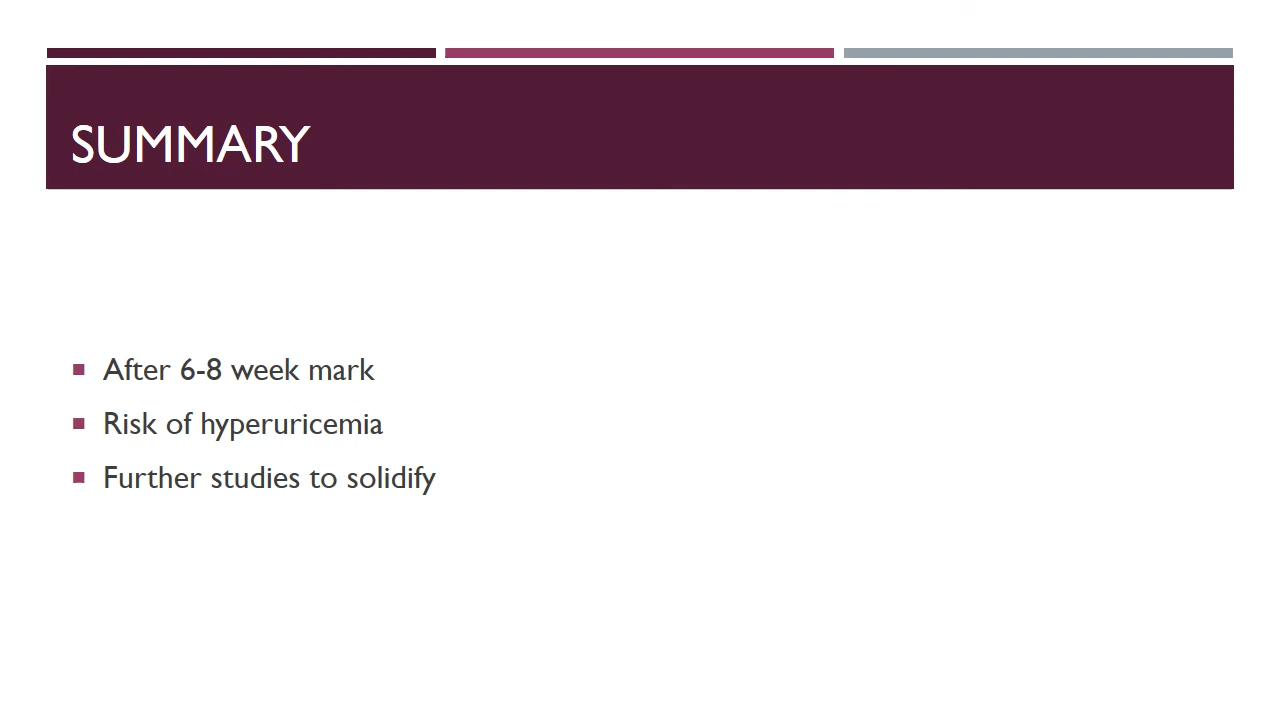 SUMMARY
After 6-8 week mark
Risk of hyperuricemia
Further studies to solidify